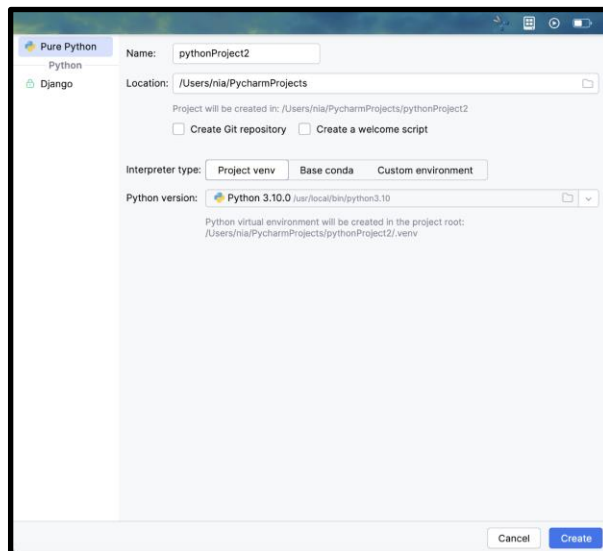 Pure Python
Python
Django
Name: pythonProject2
Location: /Users/nia/PycharmProjects
Project will be created in: /Users/nia/PycharmProjects/pythonProject2
Create Git repository Create a welcome script
Interpreter type: Project venv Base conda Custom environment
Python version: Python 3.10.0 /usr/local/bin/python3.10
Python virtual environment will be created in the project root:
/Users/nia/PycharmProjects/pythonProject2/.venv
Cancel Create